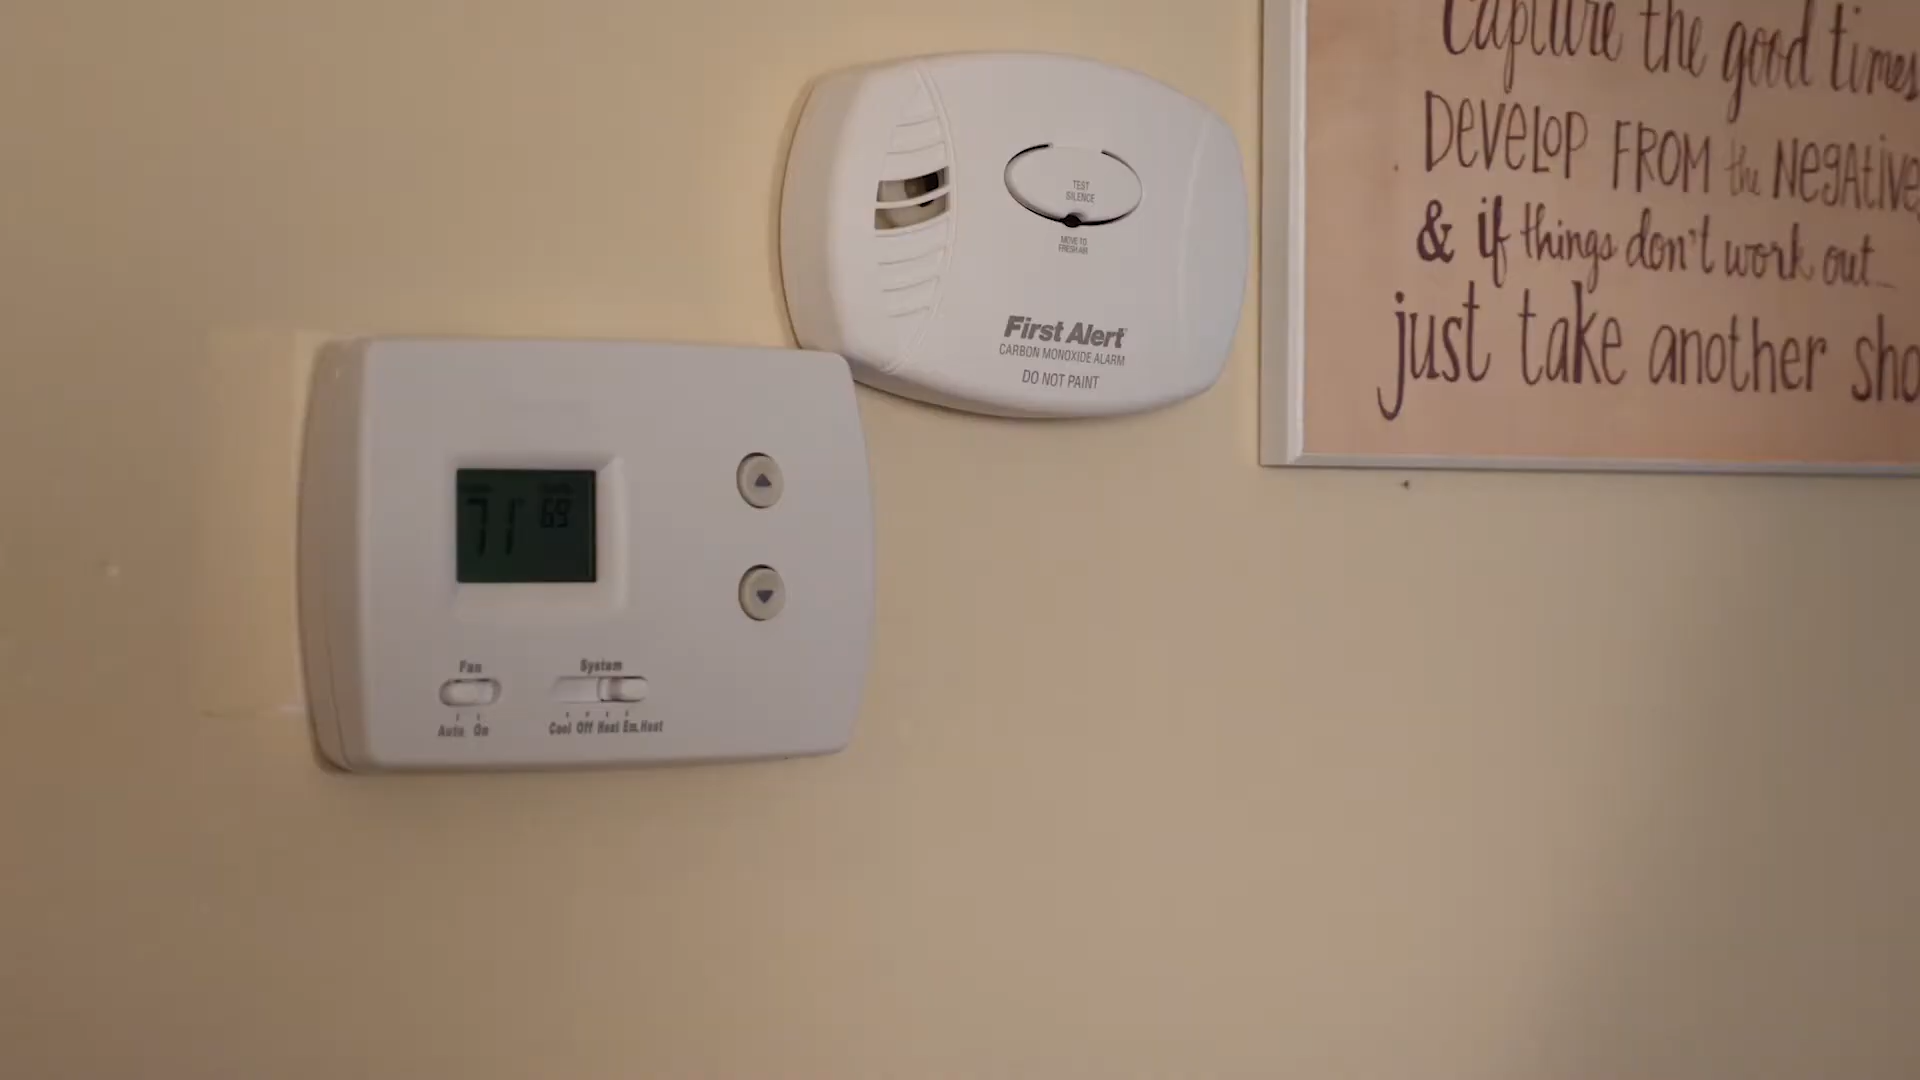 Capture the good times
DEVELOP FROM the NEGATIVE
& if things don't work out...
just take another sho
TEST
SILENCE
MOVE TO
FRESH AIR
First Alert
CARBON MONOXIDE ALARM
DO NOT PAINT
71° 69°
Fan
System
Auto On
Cool Off Heat Em.Heat